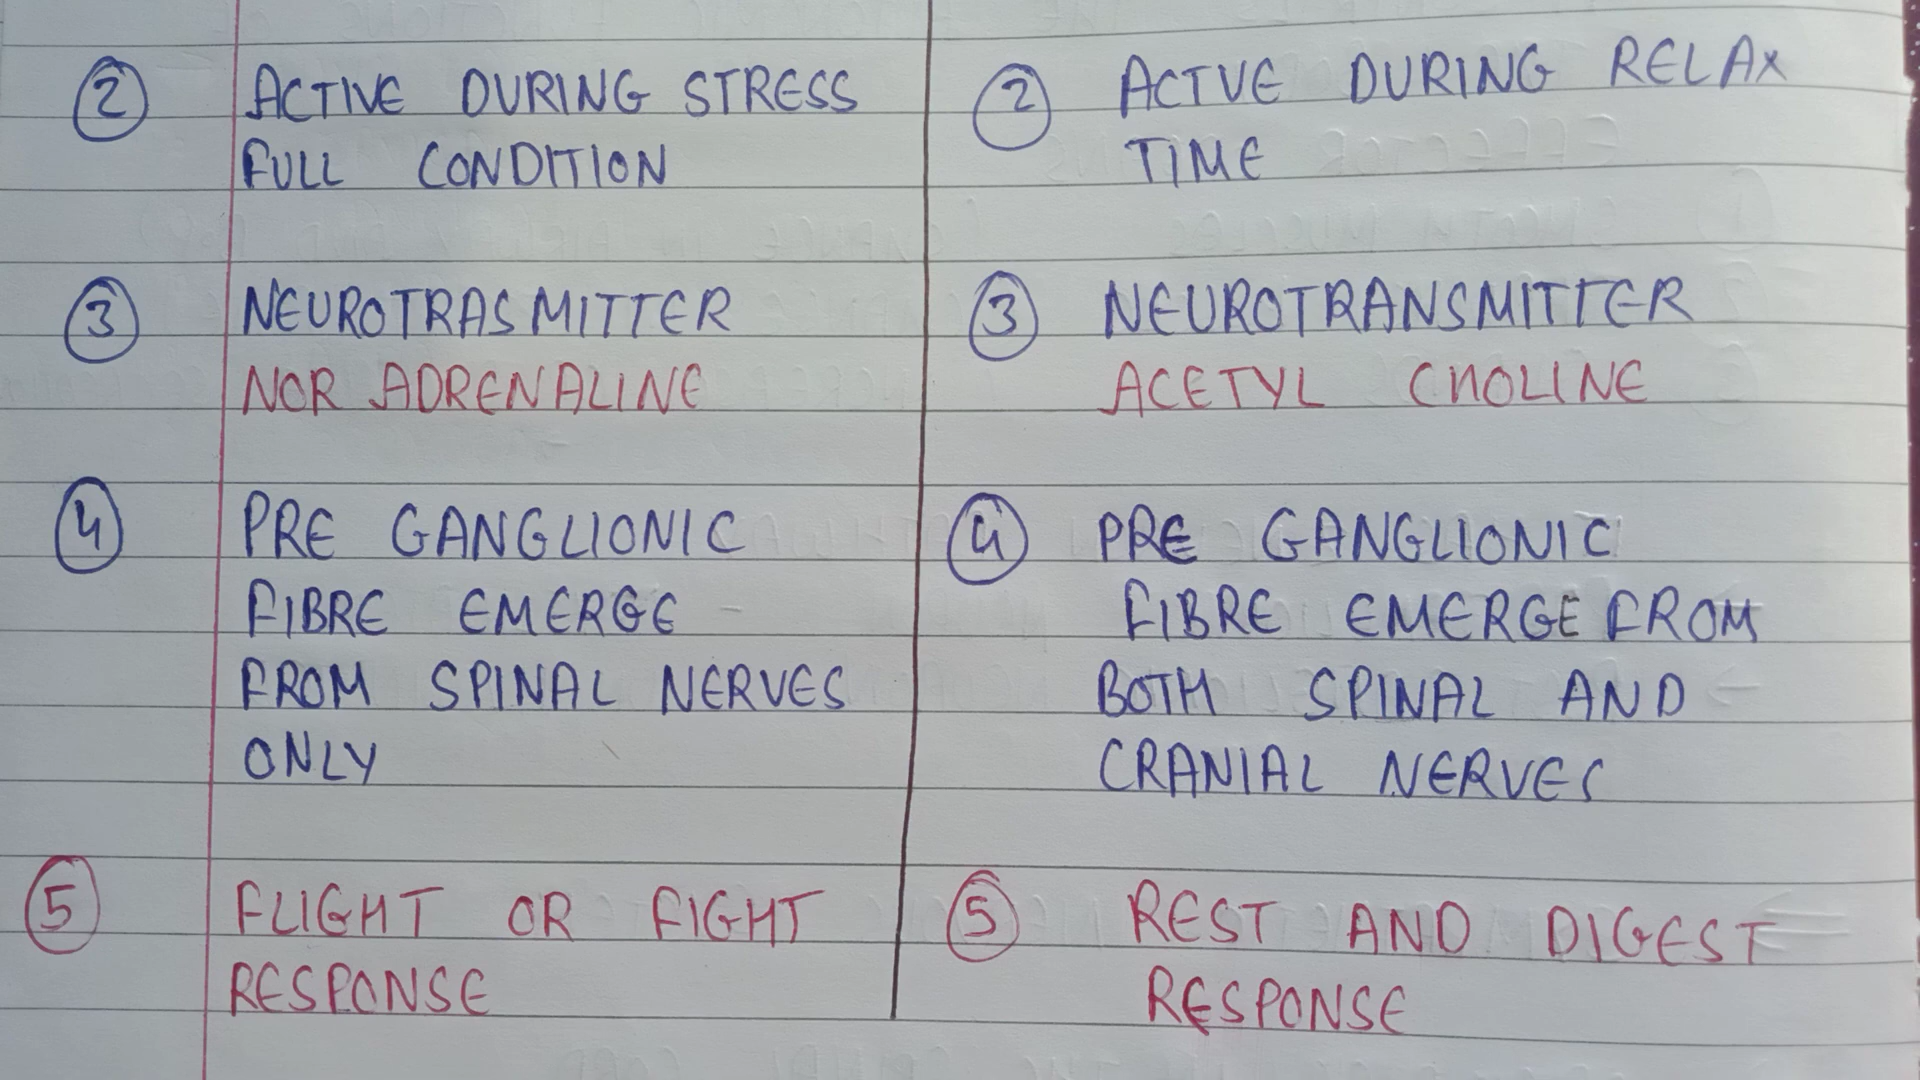 ② ACTIVE DURING STRESS
FULL CONDITION
③ NEUROTRASMITTER
NOR ADRENALINE
④ PRE GANGLIONIC
FIBRE EMERGE
FROM SPINAL NERVES
ONLY
⑤ FLIGHT OR FIGHT
RESPONSE
② ACTVE DURING RELAX
TIME
③ NEUROTRANSMITTER
ACETYL CHOLINE
④ PRE GANGLIONIC
FIBRE EMERGE FROM
BOTH SPINAL AND
CRANIAL NERVES
⑤ REST AND DIGEST
RESPONSE